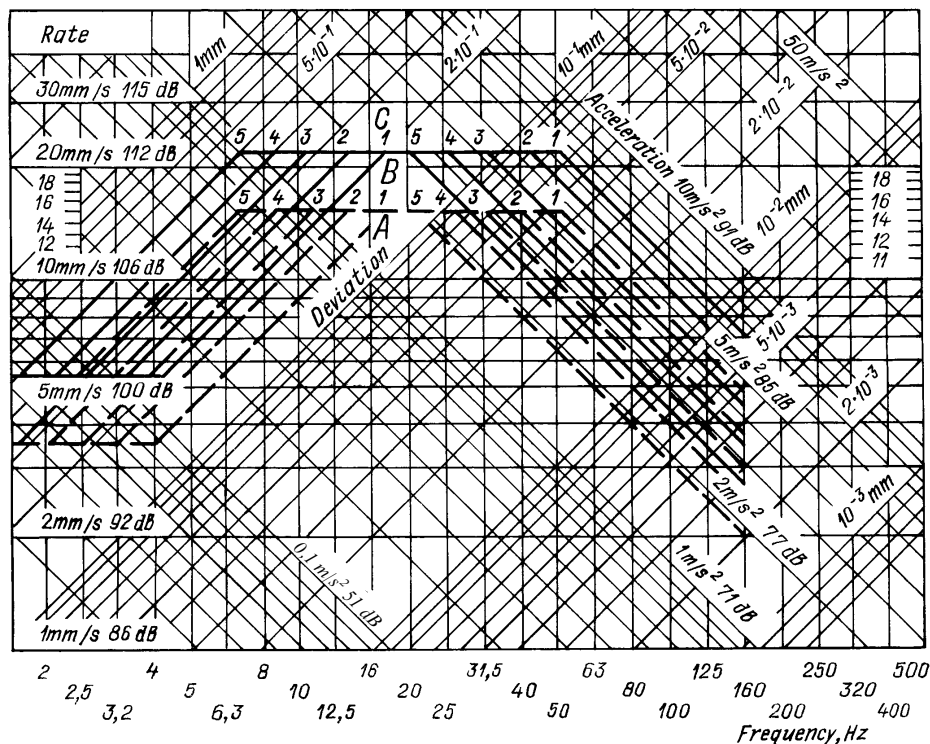 Rate
1mm
5·10⁻¹
2·10⁻¹
10⁻¹mm
5·10⁻²
50 m/s²
30mm/s 115 dB
Acceleration 10m/s² 91 dB
2·10⁻²
C
5 4 3 2 1 5 4 3 2 1
20mm/s 112 dB
B
18 18
16 16
5 4 3 2 1 5 4 3 2 1
14 14
A
12 12
11
10⁻²mm
10mm/s 106 dB
Deviation
5·10⁻³
5m/s² 85 dB
5mm/s 100 dB
2·10⁻³
2mm/s 92 dB
2m/s² 77 dB
10⁻³mm
0,1 m/s² 51 dB
1m/s² 71 dB
1mm/s 86 dB
2 4 8 16 31,5 63 125 250 500
2,5 5 10 20 40 80 160 320
3,2 6,3 12,5 25 50 100 200 400
Frequency, Hz